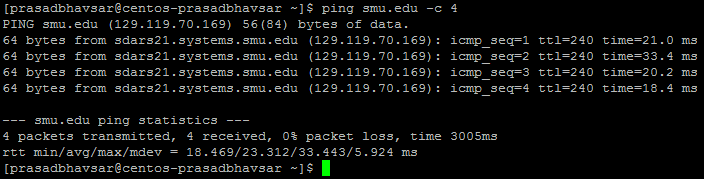 [prasadbhavsar@centos-prasadbhavsar ~]$ ping smu.edu -c 4
PING smu.edu (129.119.70.169) 56(84) bytes of data.
64 bytes from sdars21.systems.smu.edu (129.119.70.169): icmp_seq=1 ttl=240 time=21.0 ms
64 bytes from sdars21.systems.smu.edu (129.119.70.169): icmp_seq=2 ttl=240 time=33.4 ms
64 bytes from sdars21.systems.smu.edu (129.119.70.169): icmp_seq=3 ttl=240 time=20.2 ms
64 bytes from sdars21.systems.smu.edu (129.119.70.169): icmp_seq=4 ttl=240 time=18.4 ms
--- smu.edu ping statistics ---
4 packets transmitted, 4 received, 0% packet loss, time 3005ms
rtt min/avg/max/mdev = 18.469/23.312/33.443/5.924 ms
[prasadbhavsar@centos-prasadbhavsar ~]$